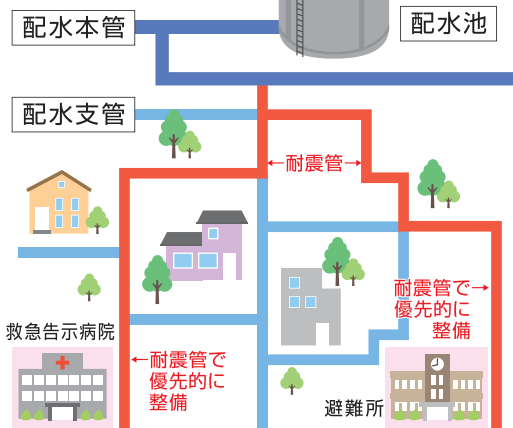 配水本管
配水池
配水支管
←耐震管→
耐震管で→
優先的に
整備
救急告示病院
←耐震管で
優先的に
整備
避難所